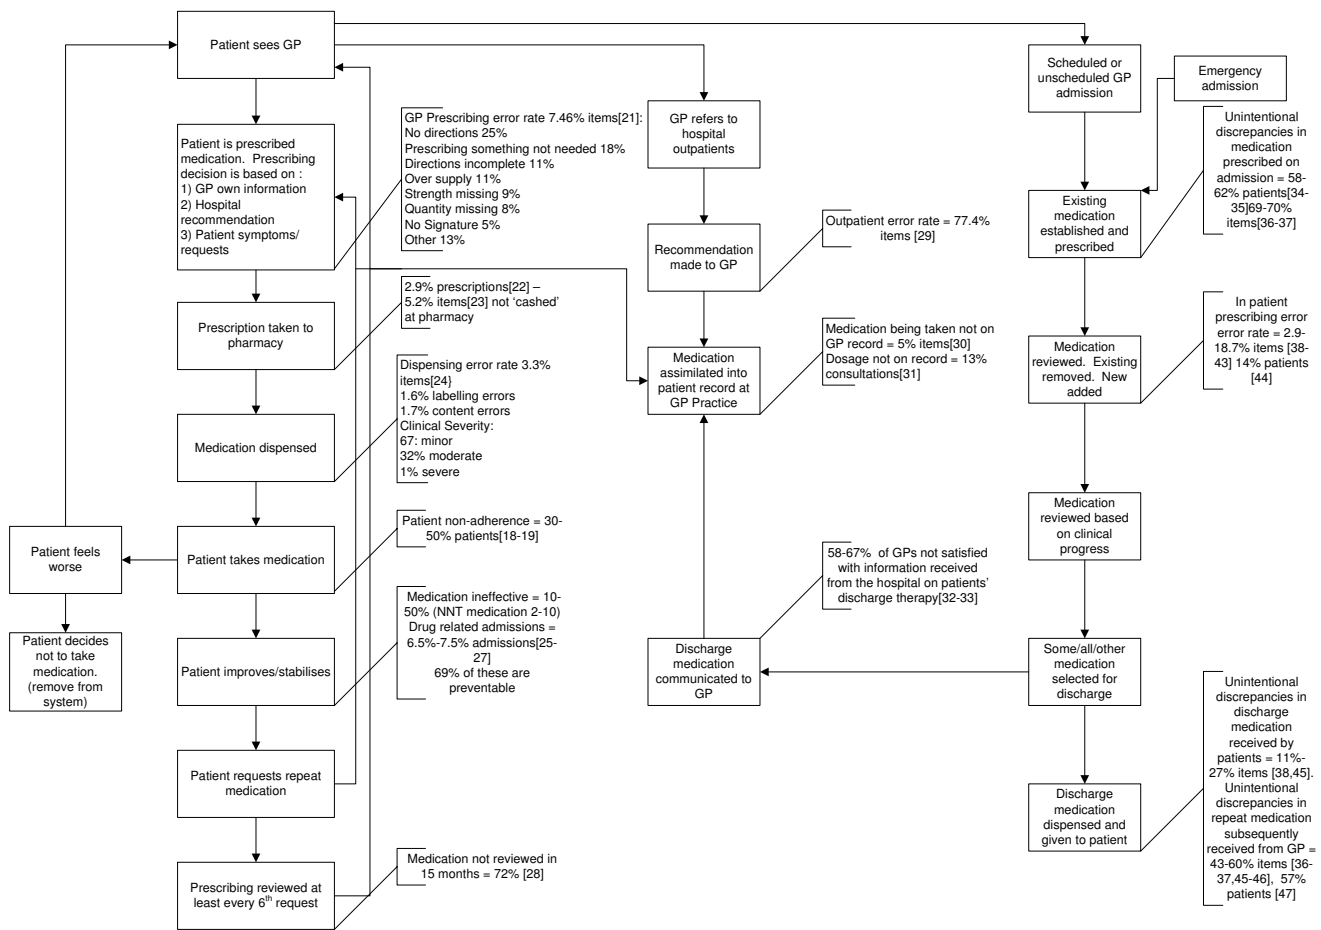 Patient sees GP
Patient is prescribed
medication.  Prescribing
decision is based on :
1) GP own information
2) Hospital
recommendation
3) Patient symptoms/
requests
Prescription taken to
pharmacy
Medication dispensed
Patient takes medication
Patient feels
worse
Patient decides
not to take
medication.
(remove from
system)
Patient improves/stabilises
Patient requests repeat
medication
Prescribing reviewed at
least every 6th request
GP Prescribing error rate 7.46% items[21]:
No directions 25%
Prescribing something not needed 18%
Directions incomplete 11%
Over supply 11%
Strength missing 9%
Quantity missing 8%
No Signature 5%
Other 13%
2.9% prescriptions[22] –
5.2% items[23] not ‘cashed’
at pharmacy
Dispensing error rate 3.3%
items[24}
1.6% labelling errors
1.7% content errors
Clinical Severity:
67: minor
32% moderate
1% severe
Patient non-adherence = 30-
50% patients[18-19]
Medication ineffective = 10-
50% (NNT medication 2-10)
Drug related admissions =
6.5%-7.5% admissions[25-
27]
69% of these are
preventable
Medication not reviewed in
15 months = 72% [28]
GP refers to
hospital
outpatients
Recommendation
made to GP
Medication
assimilated into
patient record at
GP Practice
Discharge
medication
communicated to
GP
Outpatient error rate = 77.4%
items [29]
Medication being taken not on
GP record = 5% items[30]
Dosage not on record = 13%
consultations[31]
58-67%  of GPs not satisfied
with information received
from the hospital on patients’
discharge therapy[32-33]
Scheduled or
unscheduled GP
admission
Emergency
admission
Existing
medication
established and
prescribed
Medication
reviewed.  Existing
removed.  New
added
Medication
reviewed based
on clinical
progress
Some/all/other
medication
selected for
discharge
Discharge
medication
dispensed and
given to patient
Unintentional
discrepancies in
medication
prescribed on
admission = 58-
62% patients[34-
35]69-70%
items[36-37]
In patient
prescribing error
error rate = 2.9-
18.7% items [38-
43] 14% patients
[44]
Unintentional
discrepancies in
discharge
medication
received by
patients = 11%-
27% items [38,45].
Unintentional
discrepancies in
repeat medication
subsequently
received from GP =
43-60% items [36-
37,45-46],  57%
patients [47]